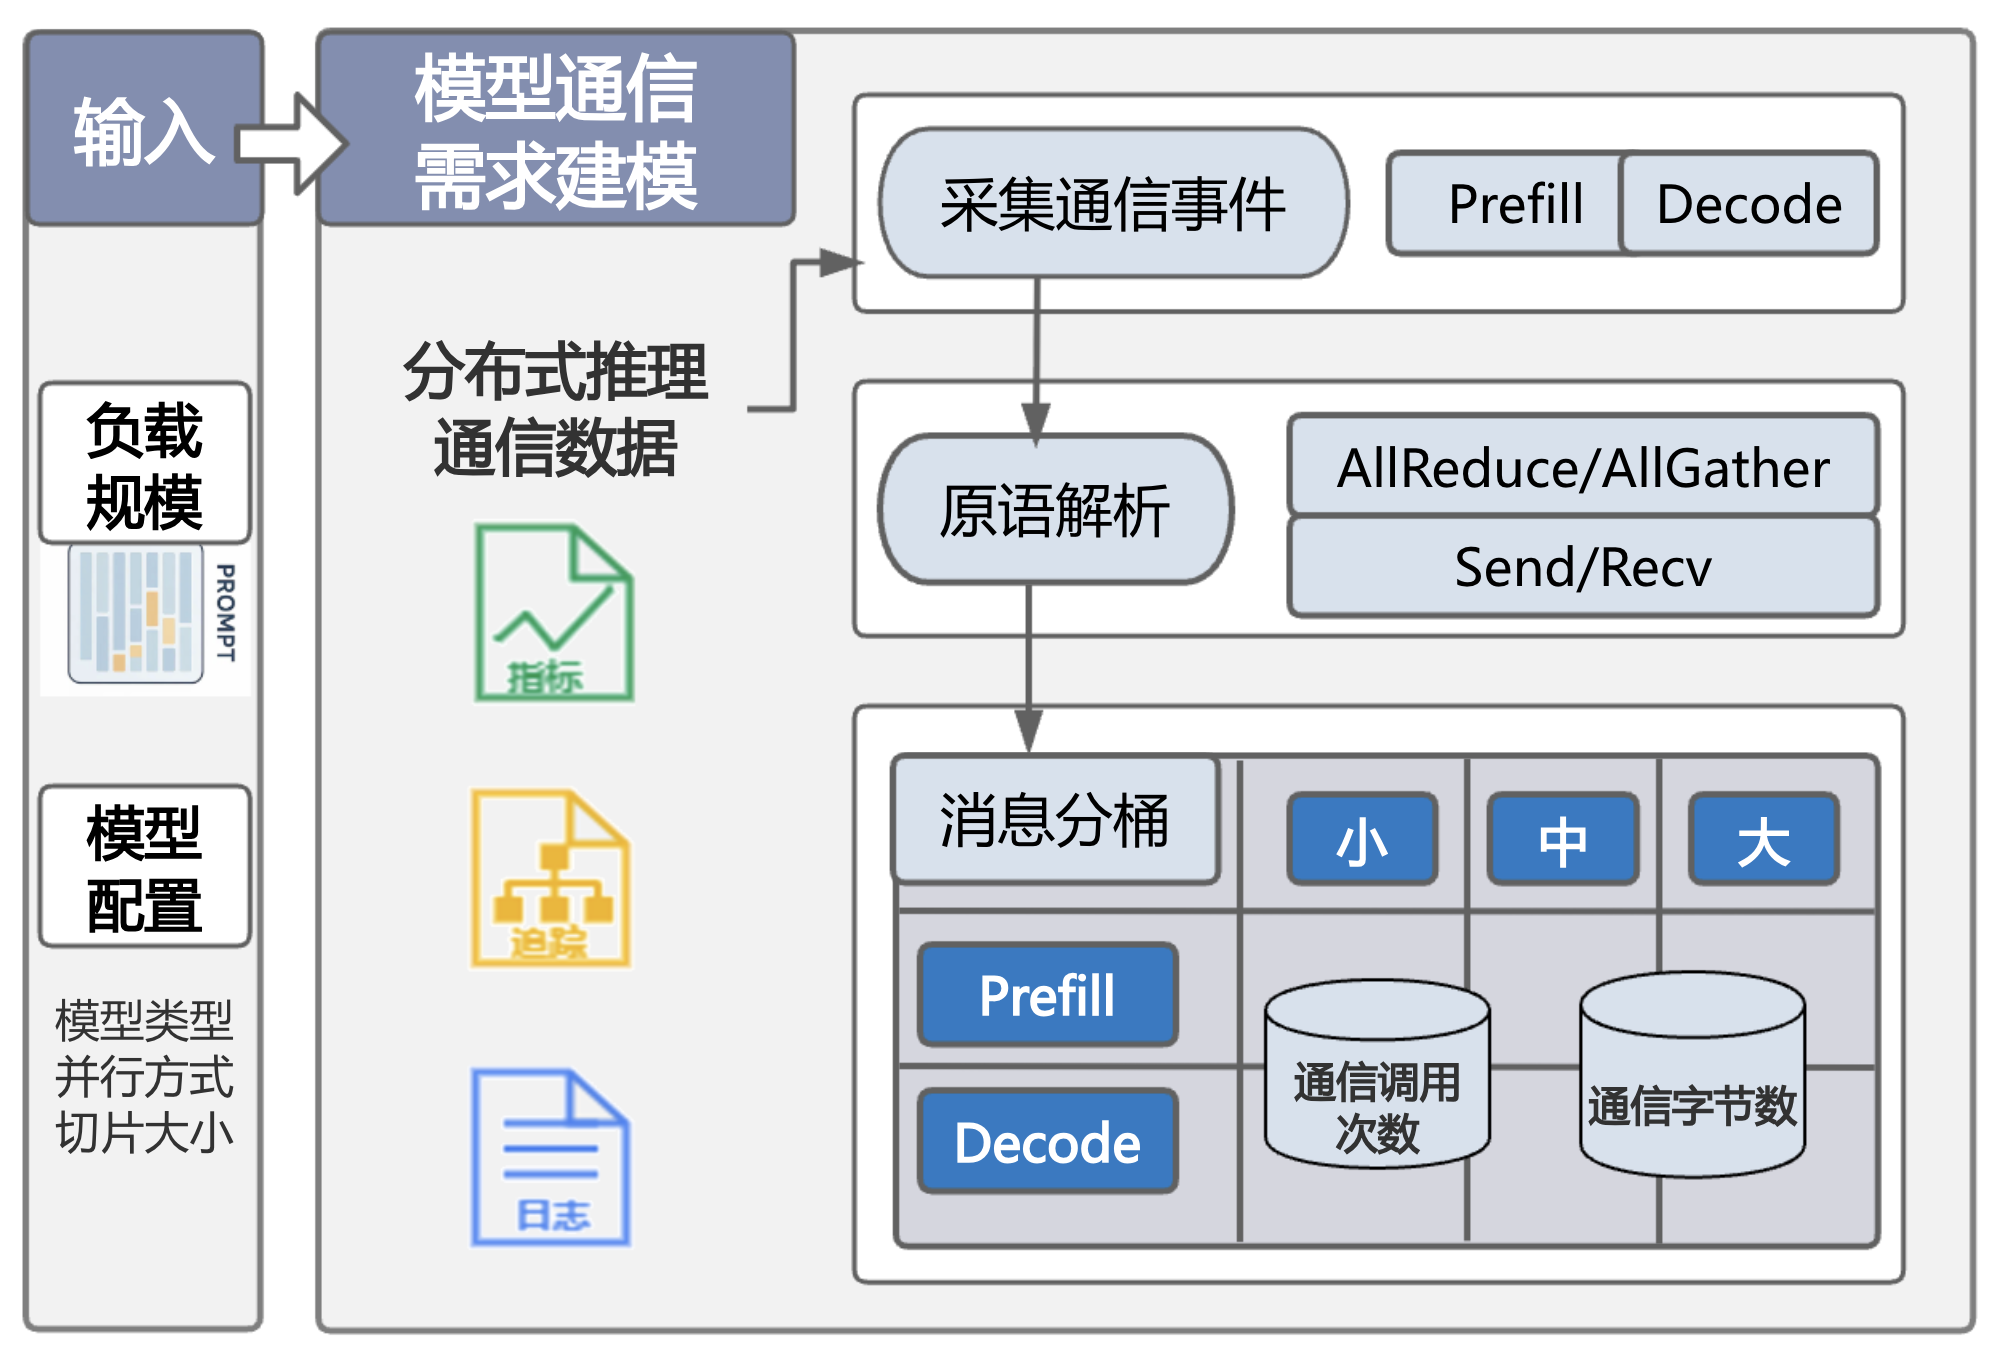 输入
负载
规模
PROMPT
模型
配置
模型类型
并行方式
切片大小
模型通信
需求建模
分布式推理
通信数据
指标
追踪
日志
采集通信事件
Prefill
Decode
原语解析
AllReduce/AllGather
Send/Recv
消息分桶
小
中
大
Prefill
Decode
通信调用
次数
通信字节数